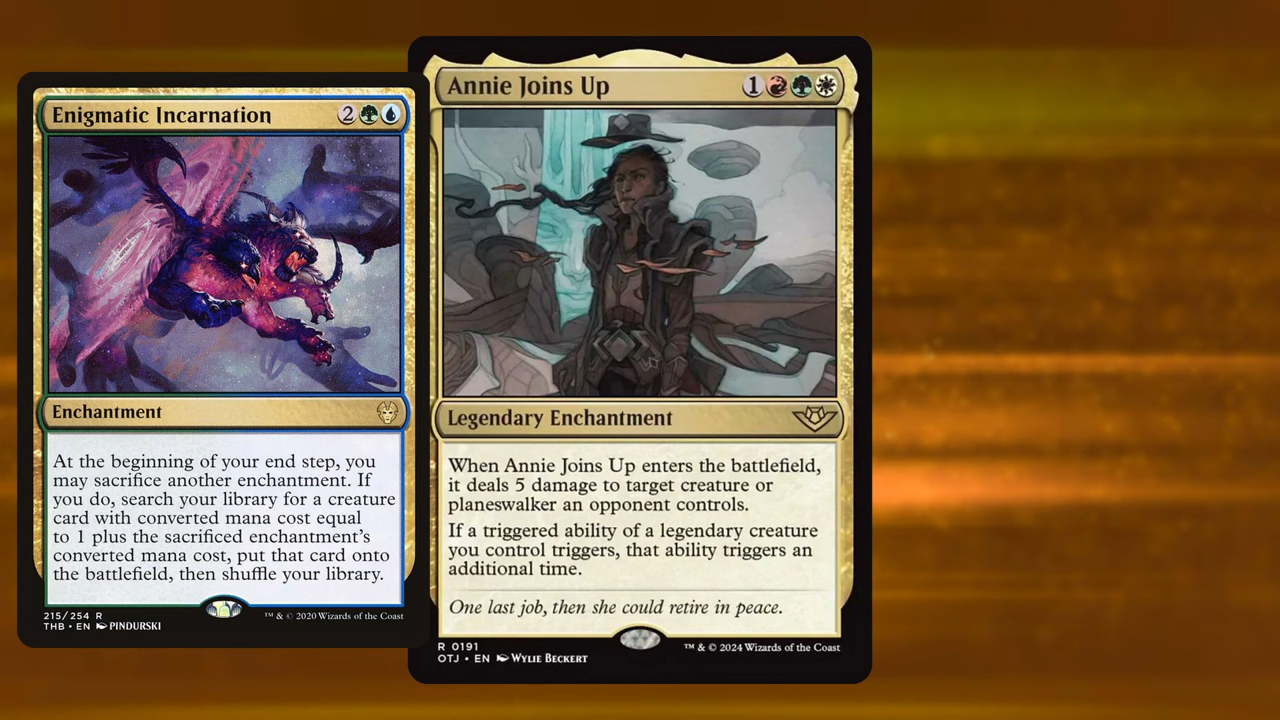 Enigmatic Incarnation 2
Enchantment
At the beginning of your end step, you
may sacrifice another enchantment. If
you do, search your library for a creature
card with converted mana cost equal
to 1 plus the sacrificed enchantment's
converted mana cost, put that card onto
the battlefield, then shuffle your library.
215/254 R
THB • EN PINDURSKI
™ & © 2020 Wizards of the Coast
Annie Joins Up 1
Legendary Enchantment
When Annie Joins Up enters the battlefield,
it deals 5 damage to target creature or
planeswalker an opponent controls.
If a triggered ability of a legendary creature
you control triggers, that ability triggers an
additional time.
One last job, then she could retire in peace.
R 0191
OTJ • EN WYLIE BECKERT
™ & © 2024 Wizards of the Coast